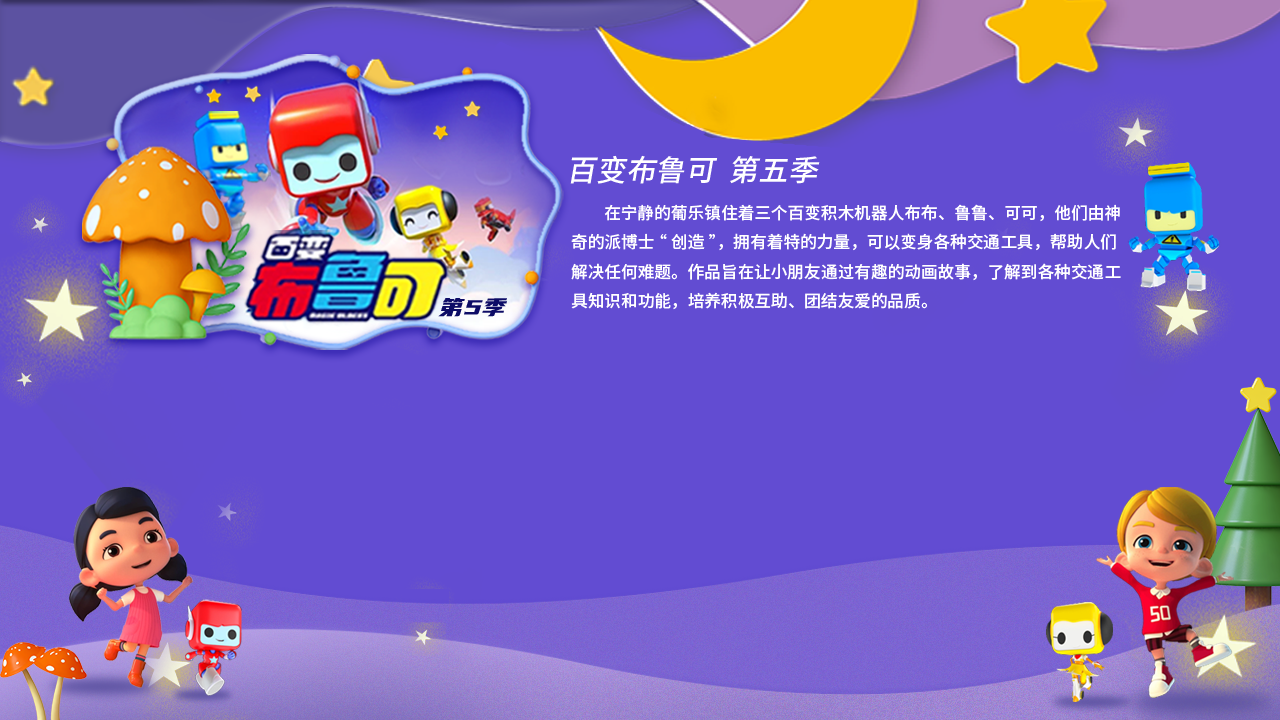 百变
布鲁可
MAGIC BLOCKS
第5季
百变布鲁可 第五季
在宁静的葡乐镇住着三个百变积木机器人布布、鲁鲁、可可，他们由神
奇的派博士“创造”，拥有着特的力量，可以变身各种交通工具，帮助人们
解决任何难题。作品旨在让小朋友通过有趣的动画故事，了解到各种交通工
具知识和功能，培养积极互助、团结友爱的品质。
50